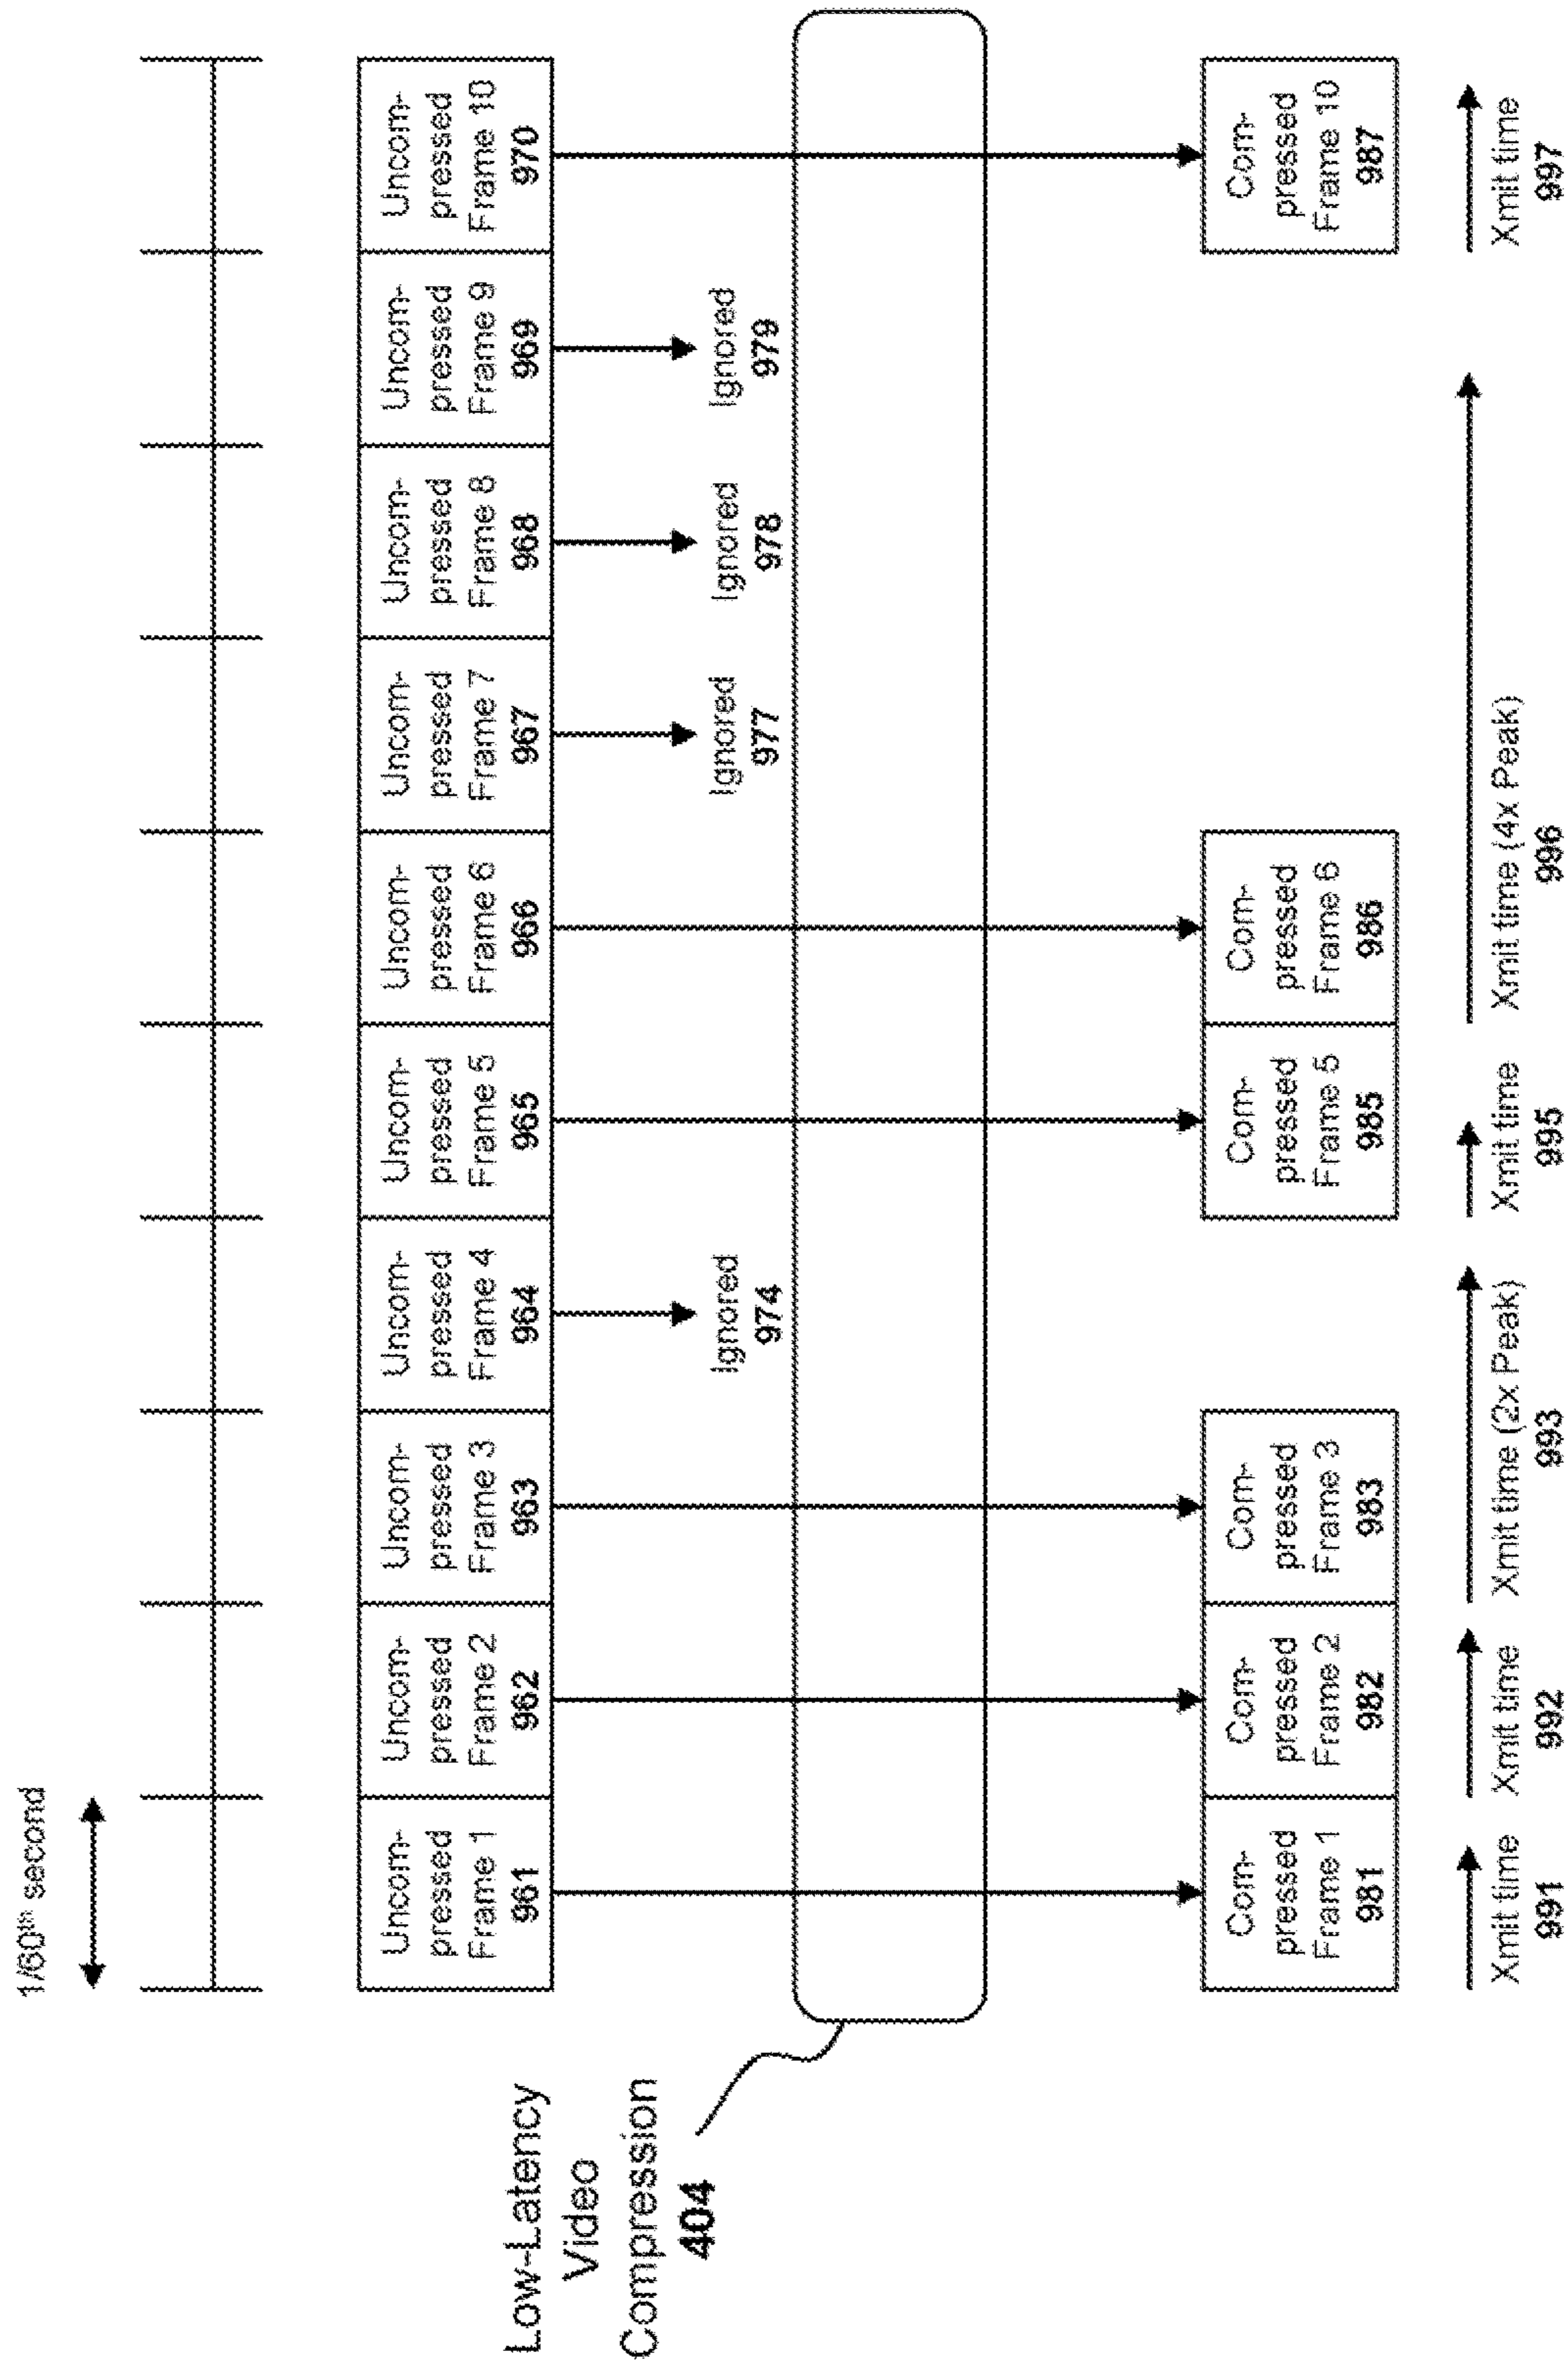 1/60th second
Uncom-
pressed
Frame 1
961
Uncom-
pressed
Frame 2
962
Uncom-
pressed
Frame 3
963
Uncom-
pressed
Frame 4
964
Uncom-
pressed
Frame 5
965
Uncom-
pressed
Frame 6
966
Uncom-
pressed
Frame 7
967
Uncom-
pressed
Frame 8
968
Uncom-
pressed
Frame 9
969
Uncom-
pressed
Frame 10
970
Low-Latency
Video
Compression
404
Ignored
974
Ignored
977
Ignored
978
Ignored
979
Com-
pressed
Frame 1
981
Com-
pressed
Frame 2
982
Com-
pressed
Frame 3
983
Com-
pressed
Frame 5
985
Com-
pressed
Frame 6
986
Com-
pressed
Frame 10
987
Xmit time
991
Xmit time
992
Xmit time (2x Peak)
993
Xmit time
995
Xmit time (4x Peak)
996
Xmit time
997